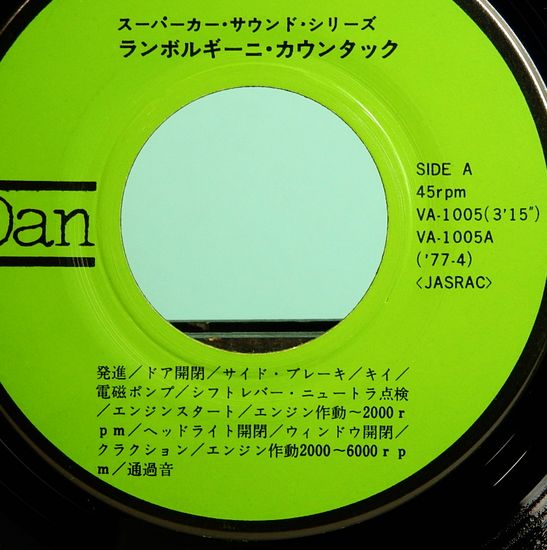 スーパーカー・サウンド・シリーズ
ランボルギーニ・カウンタック
Dan
SIDE A
45rpm
VA-1005(3'15")
VA-1005A
('77-4)
<JASRAC>
発進/ドア開閉/サイド・ブレーキ/キイ/
電磁ポンプ/シフトレバー・ニュートラ点検
/エンジンスタート/エンジン作動〜2000r
pm/ヘッドライト開閉/ウィンドウ開閉/
クラクション/エンジン作動2000〜6000rp
m/通過音